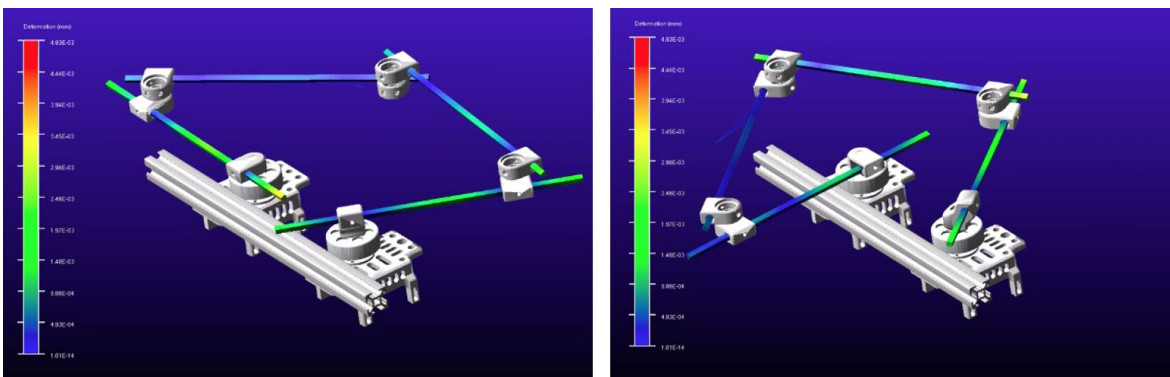 Deformation (mm)
4.93E-03
4.44E-03
3.94E-03
3.45E-03
2.96E-03
2.46E-03
1.97E-03
1.48E-03
9.86E-04
4.93E-04
1.01E-14
Deformation (mm)
4.93E-03
4.44E-03
3.94E-03
3.45E-03
2.96E-03
2.46E-03
1.97E-03
1.48E-03
9.86E-04
4.93E-04
1.01E-14